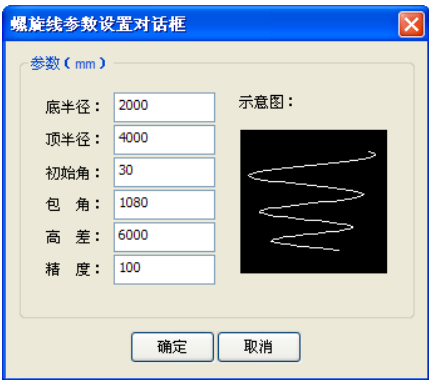 螺旋线参数设置对话框
参数（mm）
底半径： 2000
示意图：
顶半径： 4000
初始角： 30
包 角： 1080
高 差： 6000
精 度： 100
确定 取消